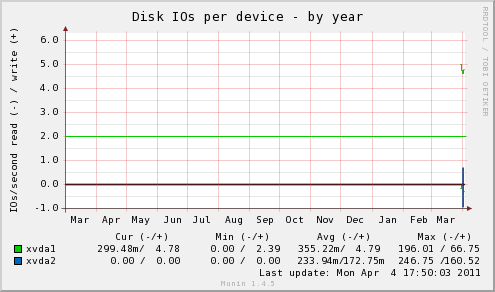 Disk IOs per device - by year
RRDTOOL / TOBI OETIKER
IOs/second read (-) / write (+)
6.0
5.0
4.0
3.0
2.0
1.0
0.0
-1.0
Mar Apr May Jun Jul Aug Sep Oct Nov Dec Jan Feb Mar
Cur (-/+) Min (-/+) Avg (-/+) Max (-/+)
xvda1 299.48m/ 4.78 0.00 / 2.39 355.22m/ 4.79 196.01 / 66.75
xvda2 0.00 / 0.00 0.00 / 0.00 233.94m/172.75m 246.75 /160.52
Last update: Mon Apr 4 17:50:03 2011
Munin 1.4.5